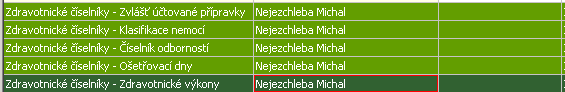 Zdravotnické číselníky - Zvlášť účtované přípravky Nejezchleba Michal
Zdravotnické číselníky - Klasifikace nemocí Nejezchleba Michal
Zdravotnické číselníky - Číselník odborností Nejezchleba Michal
Zdravotnické číselníky - Ošetřovací dny Nejezchleba Michal
Zdravotnické číselníky - Zdravotnické výkony Nejezchleba Michal